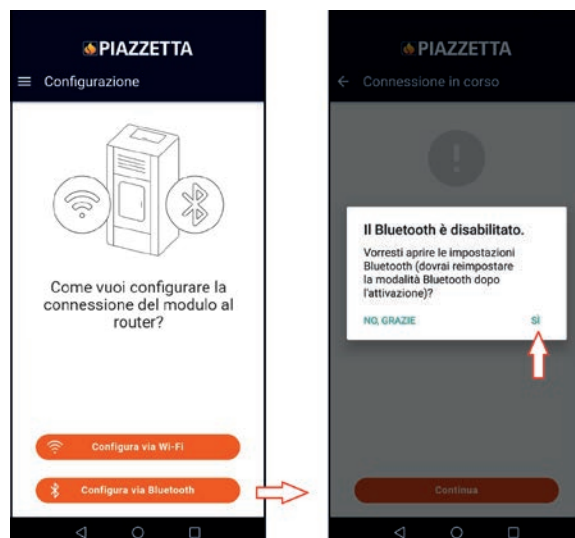 PIAZZETTA
Configurazione
Come vuoi configurare la
connessione del modulo al
router?
Configura via Wi-Fi
Configura via Bluetooth
PIAZZETTA
Connessione in corso
Il Bluetooth è disabilitato.
Vorresti aprire le impostazioni
Bluetooth (dovrai reimpostare
la modalità Bluetooth dopo
l'attivazione)?
NO, GRAZIE SÌ
Continua